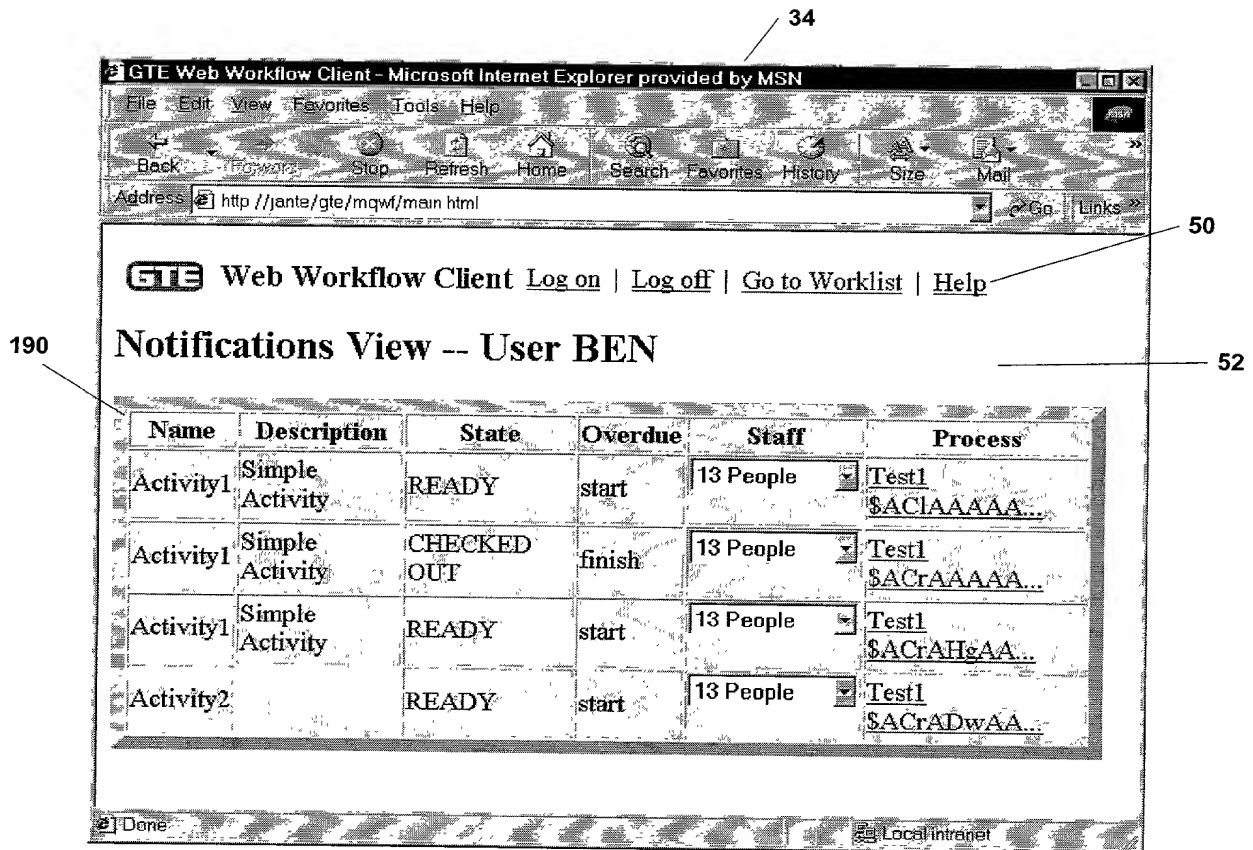 34
GTE Web Workflow Client - Microsoft Internet Explorer provided by MSN
File Edit View Favorites Tools Help
msn
Back Forward Stop Refresh Home Search Favorites History Size Mail »
Address http //jante/gte/mqwf/main html Go Links »
50
GTE Web Workflow Client Log on | Log off | Go to Worklist | Help
190
Notifications View -- User BEN
52
Name Description State Overdue Staff Process
Activity1 Simple Activity READY start 13 People Test1 $AClAAAAA...
Activity1 Simple Activity CHECKED OUT finish 13 People Test1 $ACrAAAAA...
Activity1 Simple Activity READY start 13 People Test1 $ACrAHgAA...
Activity2 READY start 13 People Test1 $ACrADwAA...
Done Local intranet